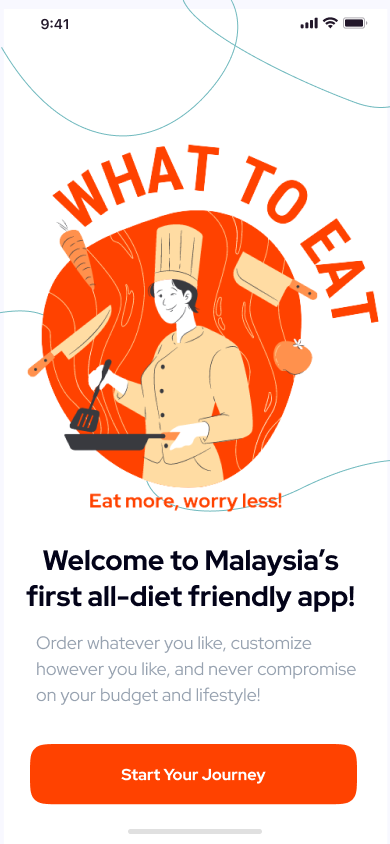 9:41
WHAT TO EAT
Eat more, worry less!
Welcome to Malaysia’s
first all-diet friendly app!
Order whatever you like, customize
however you like, and never compromise
on your budget and lifestyle!
Start Your Journey